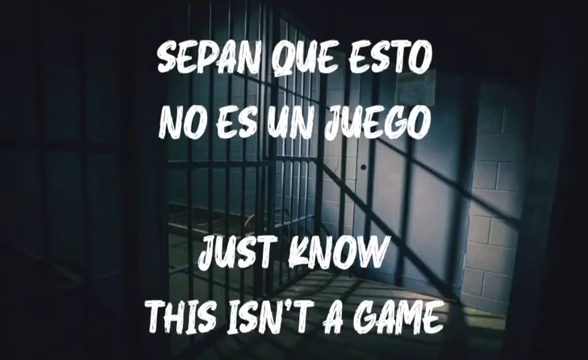 SEPAN QUE ESTO
NO ES UN JUEGO
JUST KNOW
THIS ISN'T A GAME